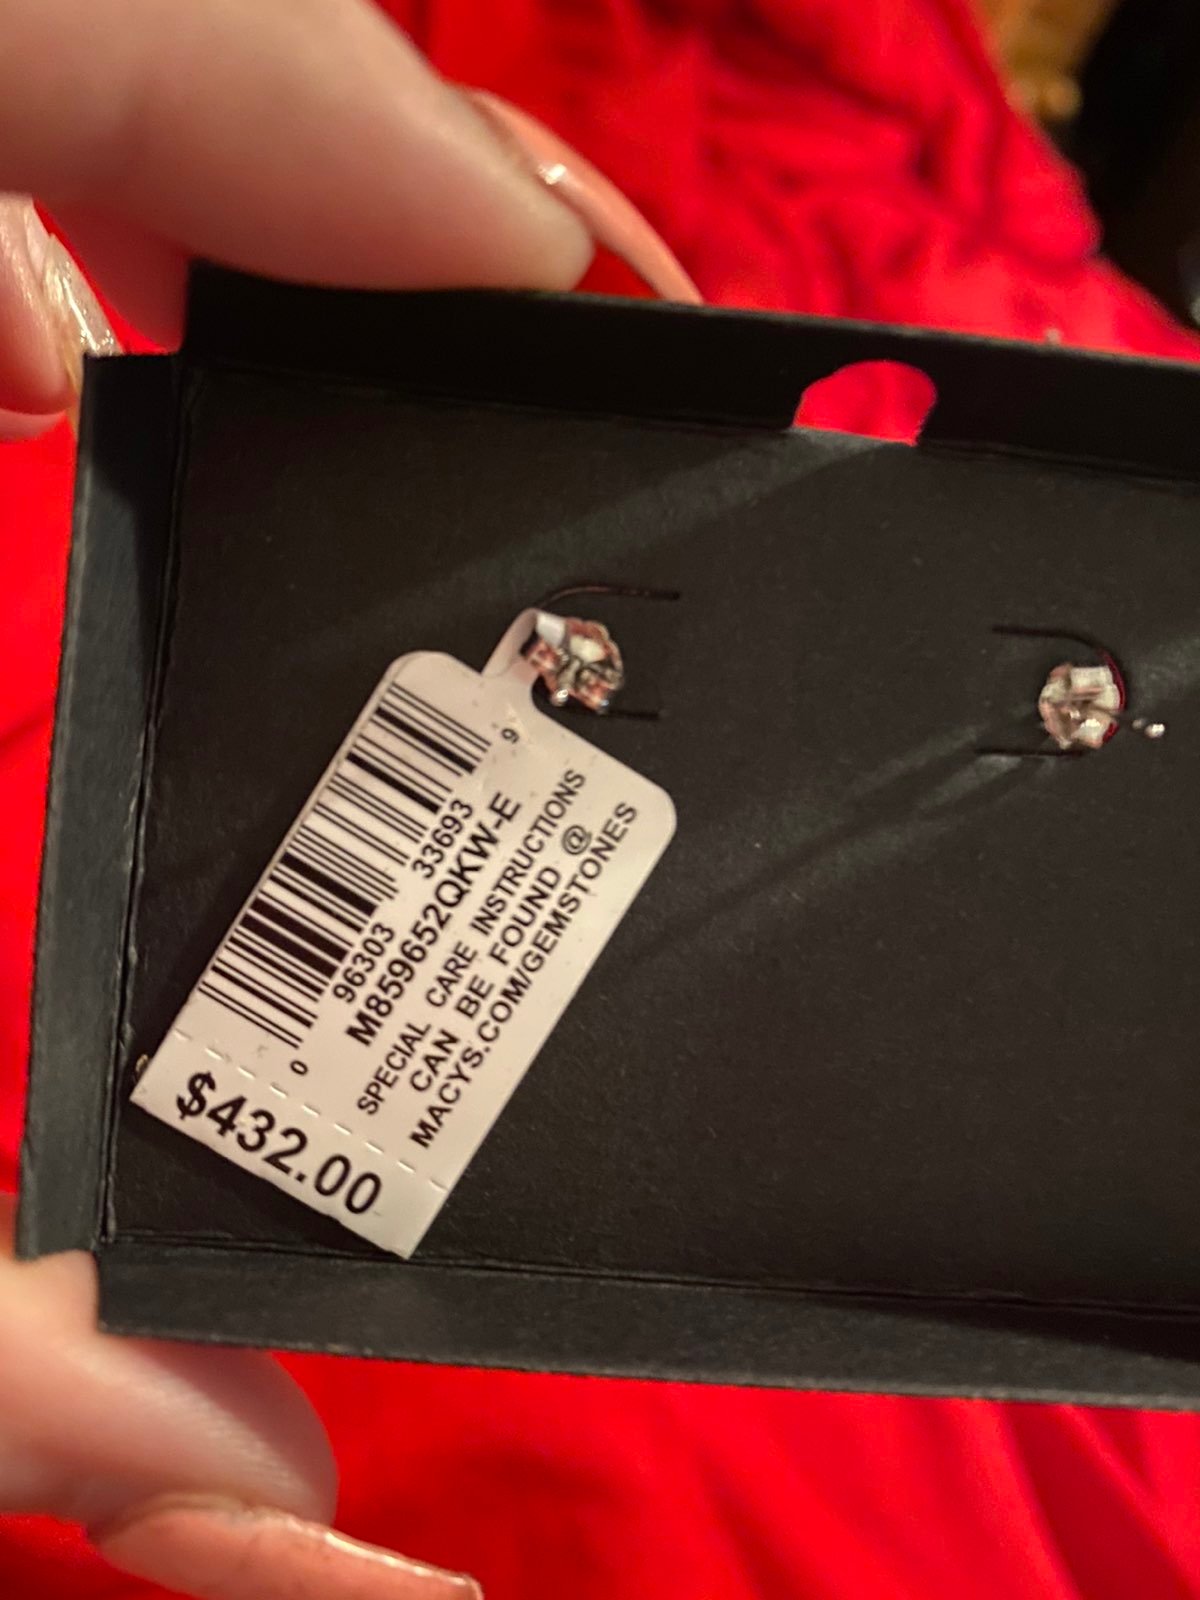 0 96303 33693 9
M859652QKW-E
SPECIAL CARE INSTRUCTIONS
CAN BE FOUND @
MACYS.COM/GEMSTONES
$432.00